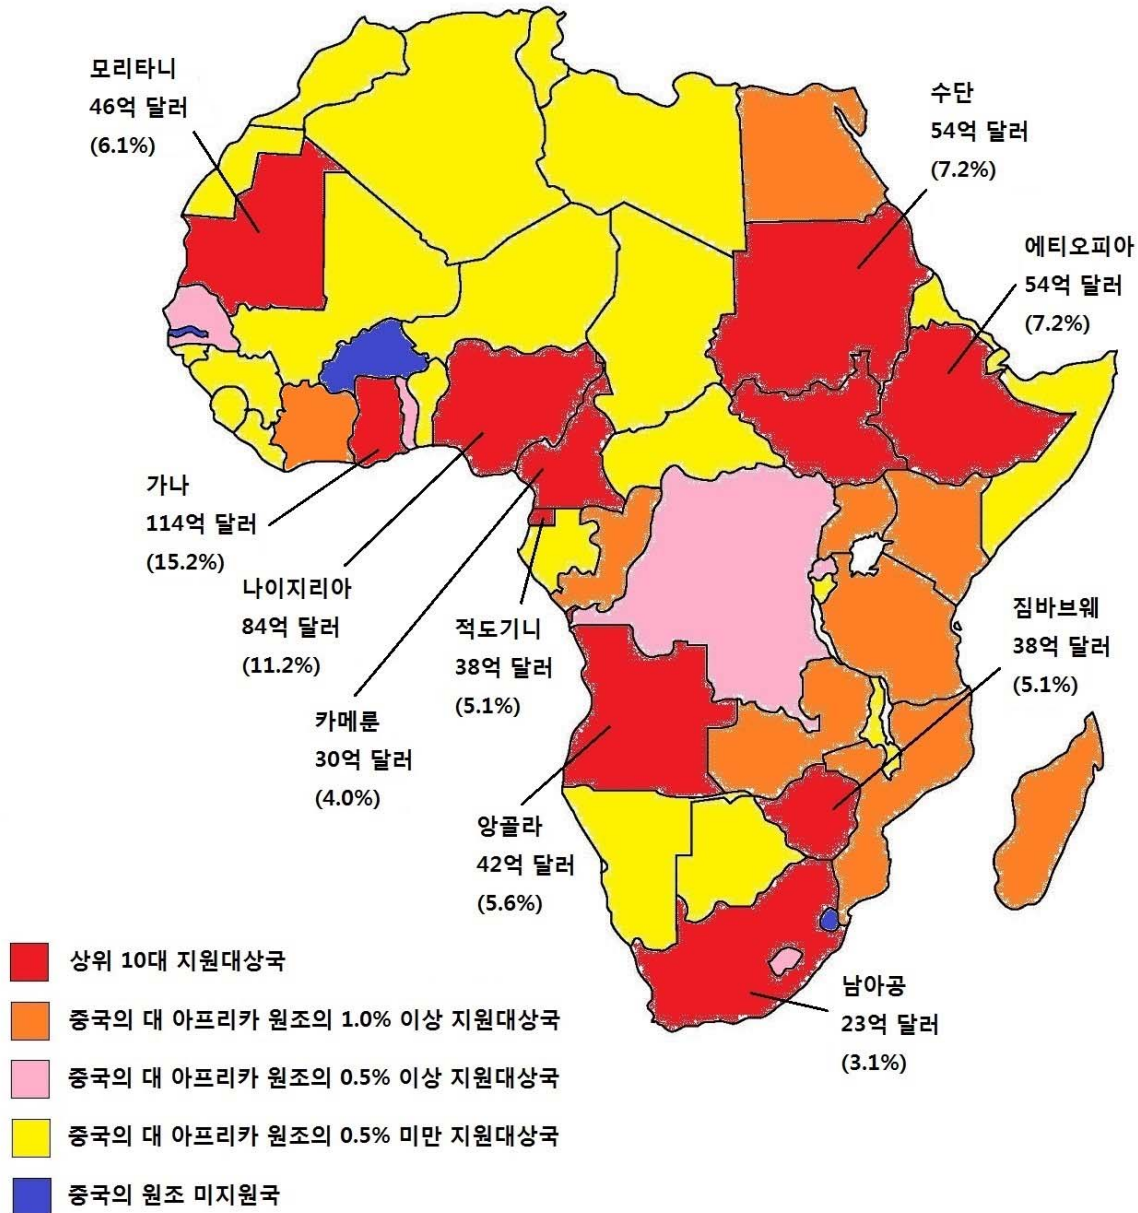 모리타니
46억 달러
(6.1%)
수단
54억 달러
(7.2%)
에티오피아
54억 달러
(7.2%)
가나
114억 달러
(15.2%)
나이지리아
84억 달러
(11.2%)
적도기니
38억 달러
(5.1%)
짐바브웨
38억 달러
(5.1%)
카메룬
30억 달러
(4.0%)
앙골라
42억 달러
(5.6%)
남아공
23억 달러
(3.1%)
상위 10대 지원대상국
중국의 대 아프리카 원조의 1.0% 이상 지원대상국
중국의 대 아프리카 원조의 0.5% 이상 지원대상국
중국의 대 아프리카 원조의 0.5% 미만 지원대상국
중국의 원조 미지원국